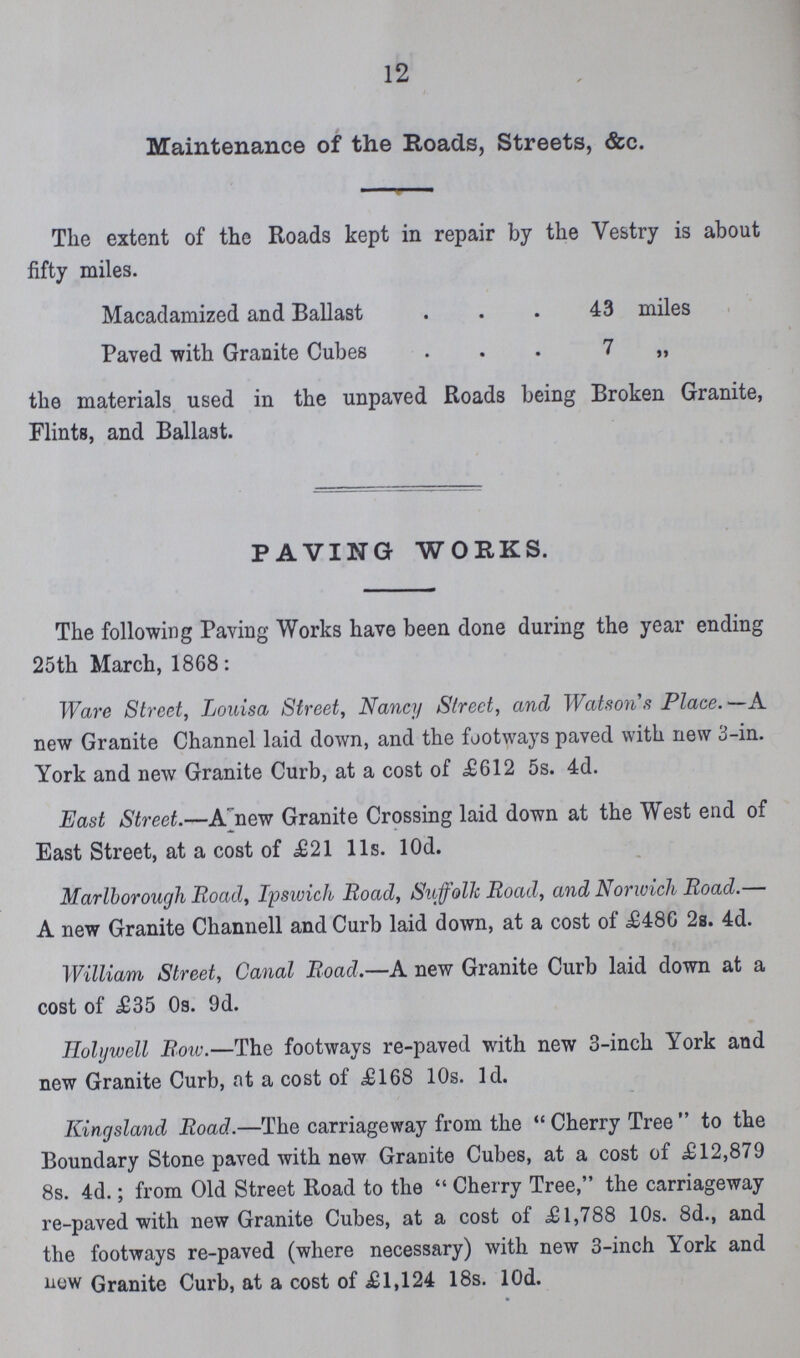 12
Maintenance of the Roads, Streets, &c.
The extent of the Roads kept in repair by the Vestry is about
fifty miles.
Macadamized and Ballast . . . 43 miles
Paved with Granite Cubes . . . 7 „
the materials used in the unpaved Roads being Broken Granite,
Flints, and Ballast.
PAVING WORKS.
The following Paving Works have been done during the year ending
25th March, 1868:
Ware Street, Louisa Street, Nancy Street, and Watson's Place.—A
new Granite Channel laid down, and the footways paved with new 3-in.
York and new Granite Curb, at a cost of £612 5s. 4d.
East Street.—A new Granite Crossing laid down at the West end of
East Street, at a cost of £21 11s. 10d.
Marlborough Road, Ipswich Road, Suffolk Road, and Norwich Road.—
A new Granite Channell and Curb laid down, at a cost of £486 2s. 4d.
William Street, Canal Road.—A new Granite Curb laid down at a
cost of £35 0s. 9d.
Holywell Row.—The footways re-paved with new 3-inch York and
new Granite Curb, at a cost of £168 10s. 1d.
Kingsland Road.—The carriageway from the "Cherry Tree" to the
Boundary Stone paved with new Granite Cubes, at a cost of £12,879
8s. 4d.; from Old Street Road to the "Cherry Tree," the carriageway
re-paved with new Granite Cubes, at a cost of £1,788 10s. 8d., and
the footways re-paved (where necessary) with new 3-inch York and
new Granite Curb, at a cost of £1,124 18s. 10d.